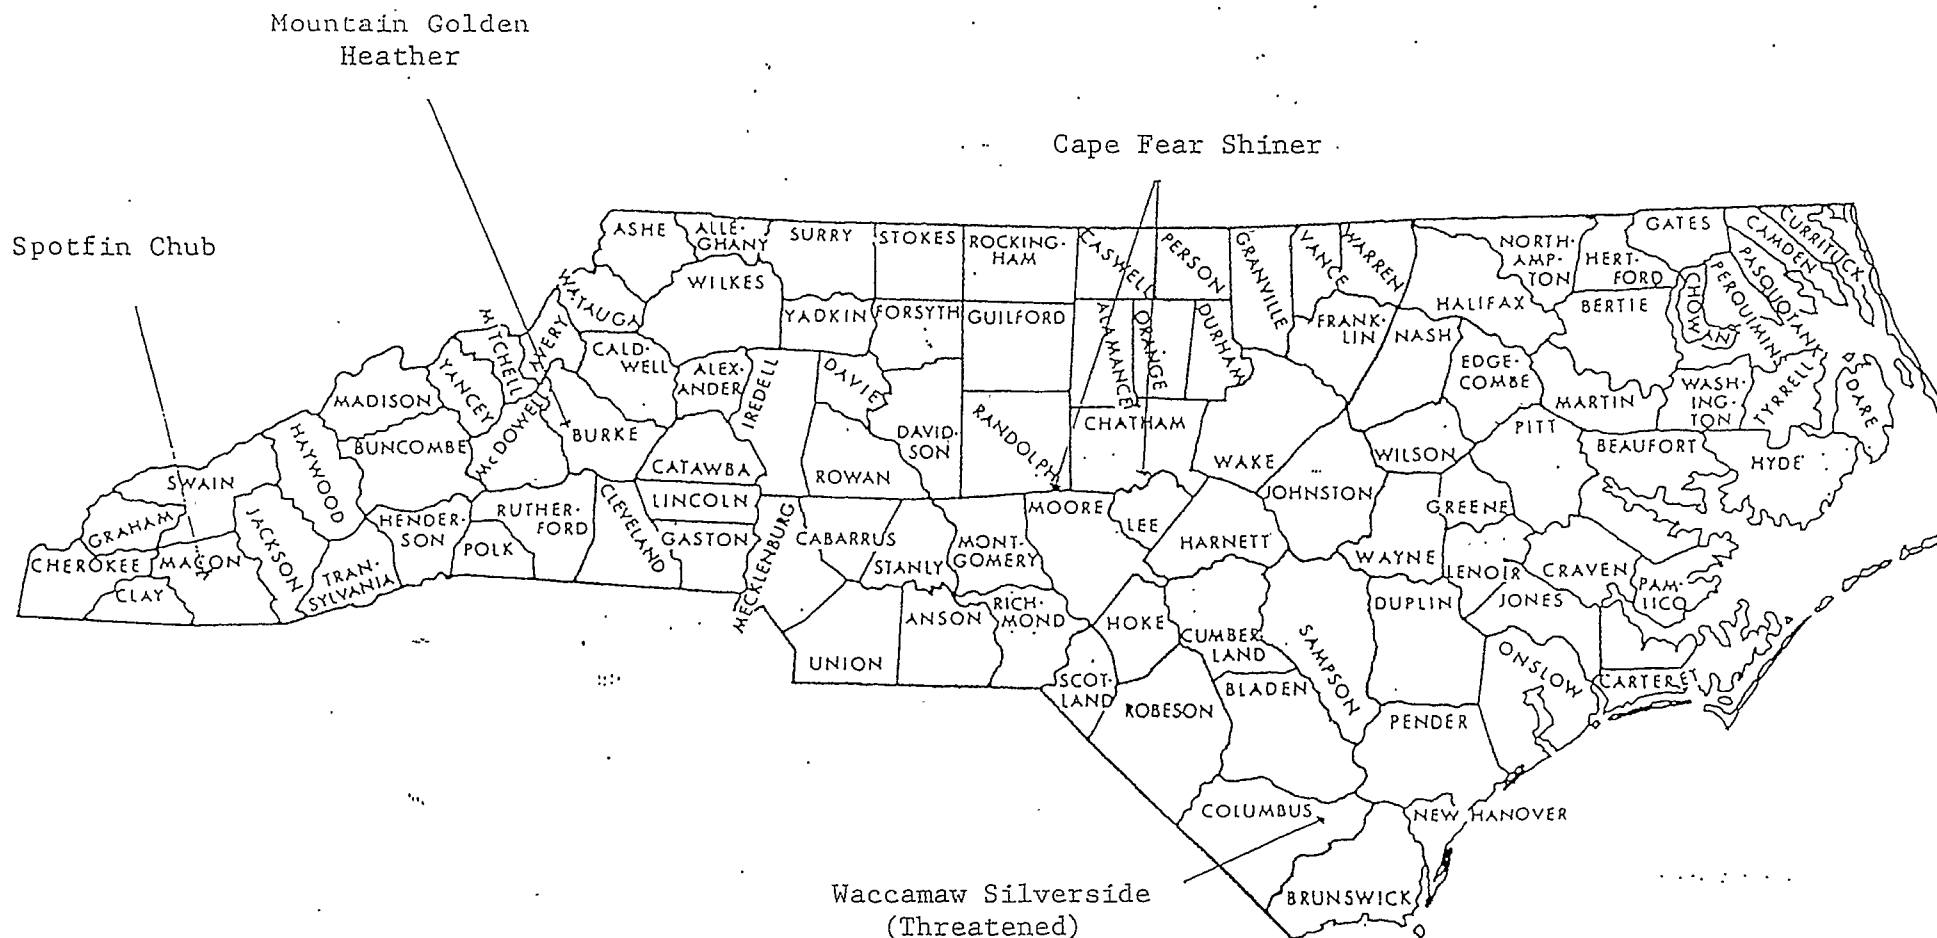 Mountain Golden
Heather
Cape Fear Shiner
Spotfin Chub
ASHE
ALLE-
GHANY
SURRY
STOKES
ROCKING-
HAM
CASWELL
PERSON
GRANVILLE
VANCE
WARREN
NORTH-
AMP-
TON
HERT-
FORD
GATES
CURRITUCK
CAMDEN
PASQUOTANK
PERQUIMINS
CHOWAN
WATAUGA
WILKES
YADKIN
FORSYTH
GUILFORD
ALAMANCE
ORANGE
DURHAM
FRANK-
LIN
NASH
HALIFAX
BERTIE
MITCHELL
AVERY
CALD-
WELL
ALEX-
ANDER
IREDELL
DAVIE
EDGE-
COMBE
MARTIN
WASH-
ING-
TON
TYRRELL
DARE
MADISON
YANCEY
McDOWELL
BURKE
CATAWBA
ROWAN
DAVID-
SON
RANDOLPH
CHATHAM
WAKE
WILSON
PITT
BEAUFORT
HYDE
SWAIN
HAYWOOD
BUNCOMBE
RUTHER-
FORD
CLEVELAND
LINCOLN
GASTON
MECKLENBURG
CABARRUS
STANLY
MONT-
GOMERY
MOORE
LEE
JOHNSTON
GREENE
GRAHAM
JACKSON
HENDER-
SON
POLK
HARNETT
WAYNE
LENOIR
CRAVEN
PAM-
LICO
CHEROKEE
MACON
CLAY
TRAN-
SYLVANIA
UNION
ANSON
RICH-
MOND
HOKE
CUMBER-
LAND
SAMPSON
DUPLIN
JONES
ONSLOW
CARTERET
SCOT-
LAND
ROBESON
BLADEN
PENDER
COLUMBUS
NEW HANOVER
BRUNSWICK
Waccamaw Silverside
(Threatened)